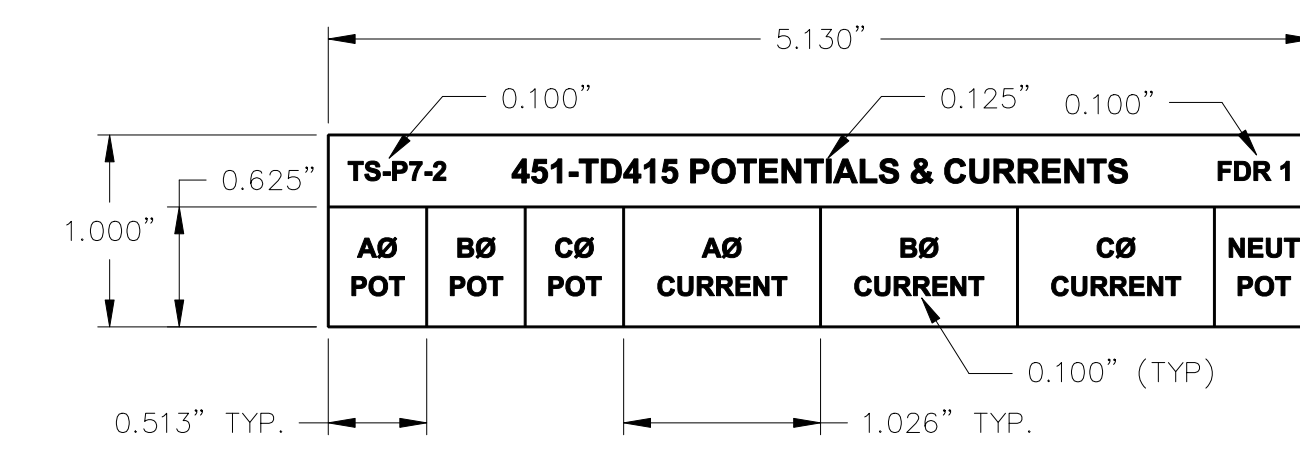 5.130”
0.100”
0.125”
0.100”
TS-P7-2 451-TD415 POTENTIALS & CURRENTS FDR 1
0.625”
1.000”
AØ POT
BØ POT
CØ POT
AØ CURRENT
BØ CURRENT
CØ CURRENT
NEUT POT
0.100” (TYP)
0.513” TYP.
1.026” TYP.